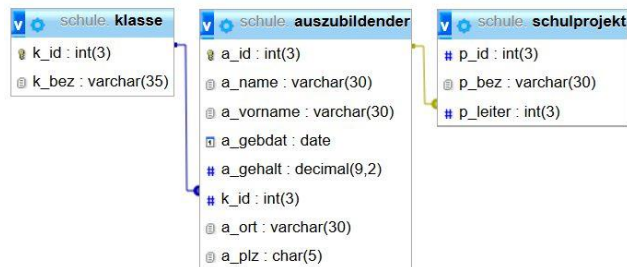 schule klasse
k_id : int(3)
k_bez : varchar(35)
schule auszubildender
a_id : int(3)
a_name : varchar(30)
a_vorname : varchar(30)
a_gebdat : date
a_gehalt : decimal(9,2)
k_id : int(3)
a_ort : varchar(30)
a_plz : char(5)
schule schulprojekt
p_id : int(3)
p_bez : varchar(30)
p_leiter : int(3)